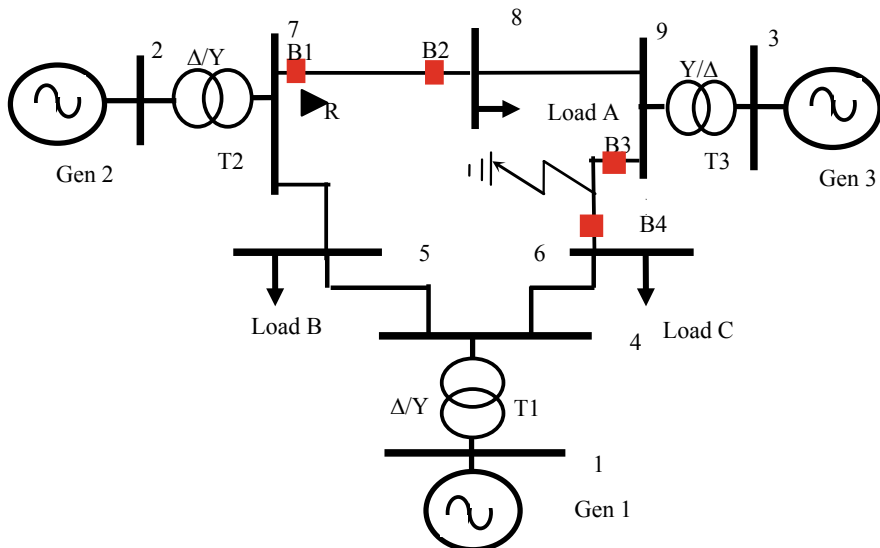 7
8
9
3
2
Δ/Y
B1
B2
Y/Δ
R
Load A
B3
T2
T3
Gen 2
Gen 3
B4
5
6
Load B
4
Load C
Δ/Y
T1
1
Gen 1